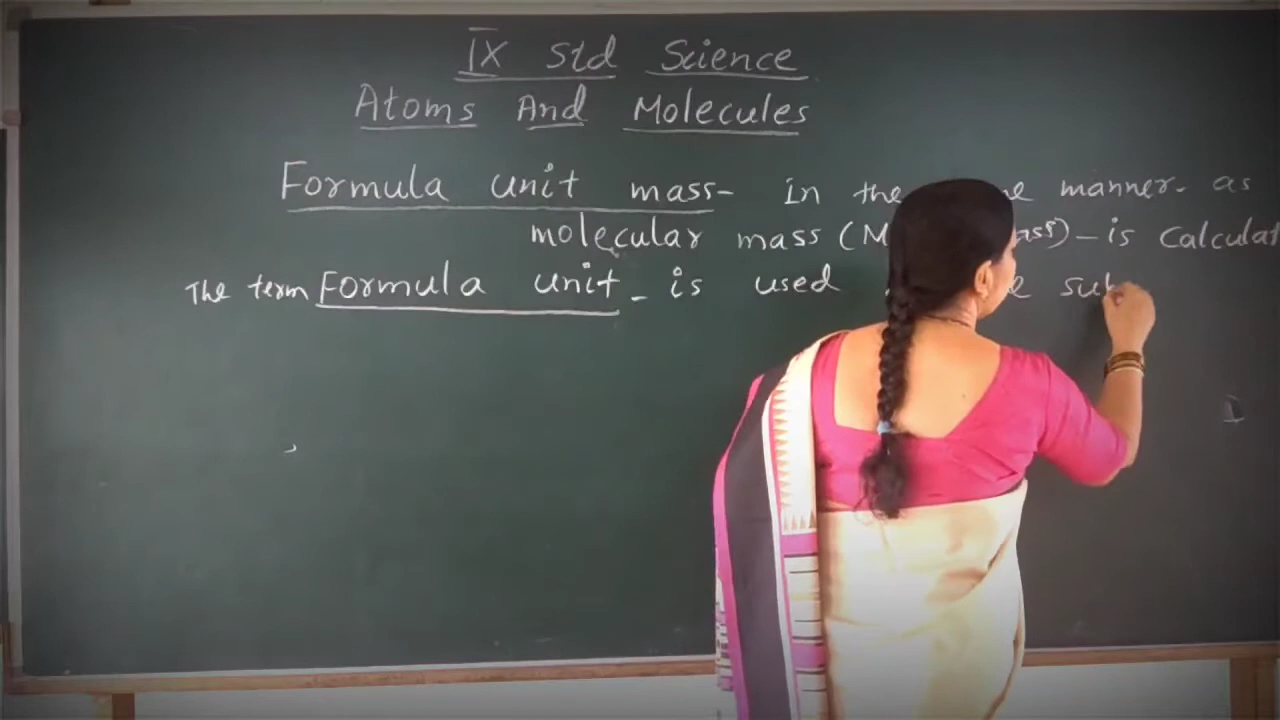 IX Std Science
Atoms And Molecules
Formula unit mass- in the manner. as
molecular mass (M - is Calculat
The term Formula unit - is used sub